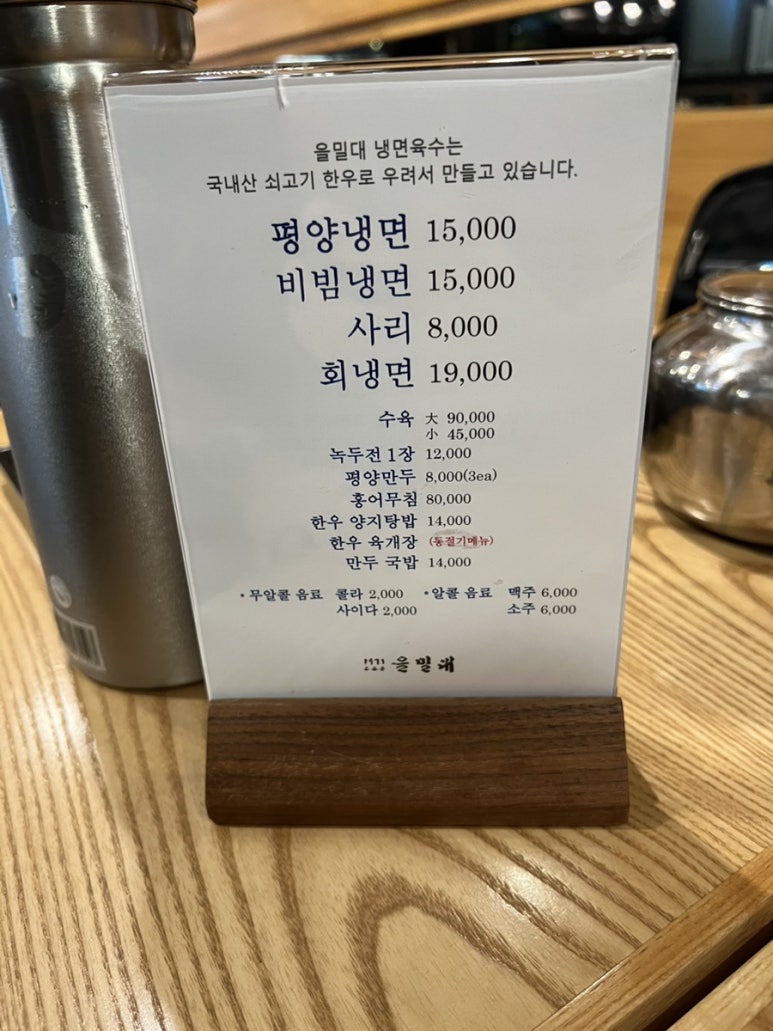 을밀대 냉면육수는
국내산 쇠고기 한우로 우려서 만들고 있습니다.
평양냉면 15,000
비빔냉면 15,000
사리 8,000
회냉면 19,000
수육 大 90,000
小 45,000
녹두전 1장 12,000
평양만두 8,000(3ea)
홍어무침 80,000
한우 양지탕밥 14,000
한우 육개장 (동절기메뉴)
만두 국밥 14,000
• 무알콜 음료 콜라 2,000 • 알콜 음료 맥주 6,000
사이다 2,000 소주 6,000
을밀대